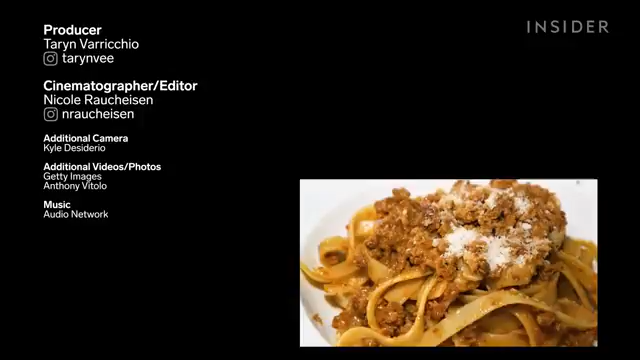 INSIDER
Producer
Taryn Varricchio
tarynvee
Cinematographer/Editor
Nicole Raucheisen
nraucheisen
Additional Camera
Kyle Desiderio
Additional Videos/Photos
Getty Images
Anthony Vitolo
Music
Audio Network